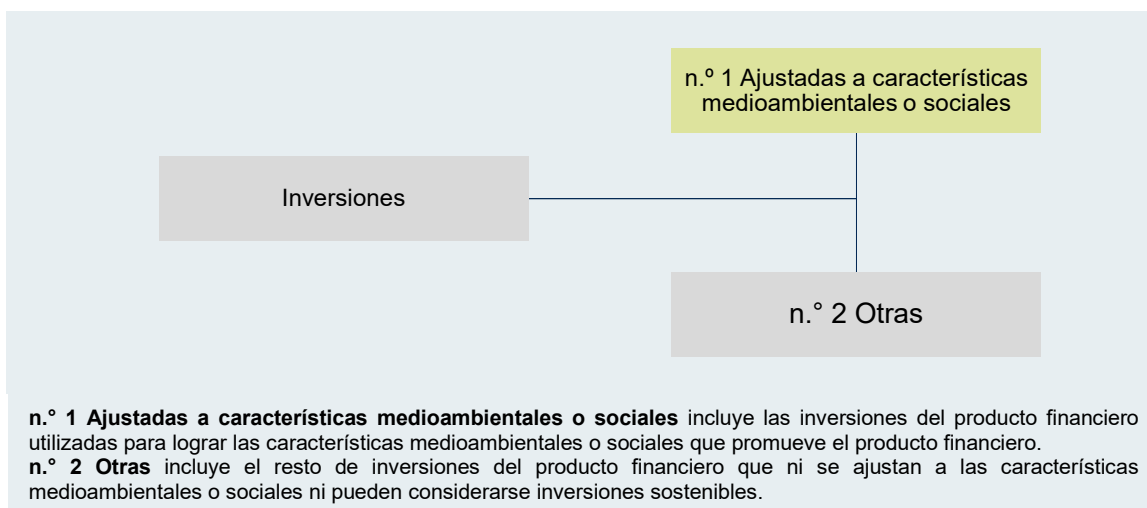 n.º 1 Ajustadas a características
medioambientales o sociales
Inversiones
n.° 2 Otras
n.° 1 Ajustadas a características medioambientales o sociales incluye las inversiones del producto financiero
utilizadas para lograr las características medioambientales o sociales que promueve el producto financiero.
n.° 2 Otras incluye el resto de inversiones del producto financiero que ni se ajustan a las características
medioambientales o sociales ni pueden considerarse inversiones sostenibles.